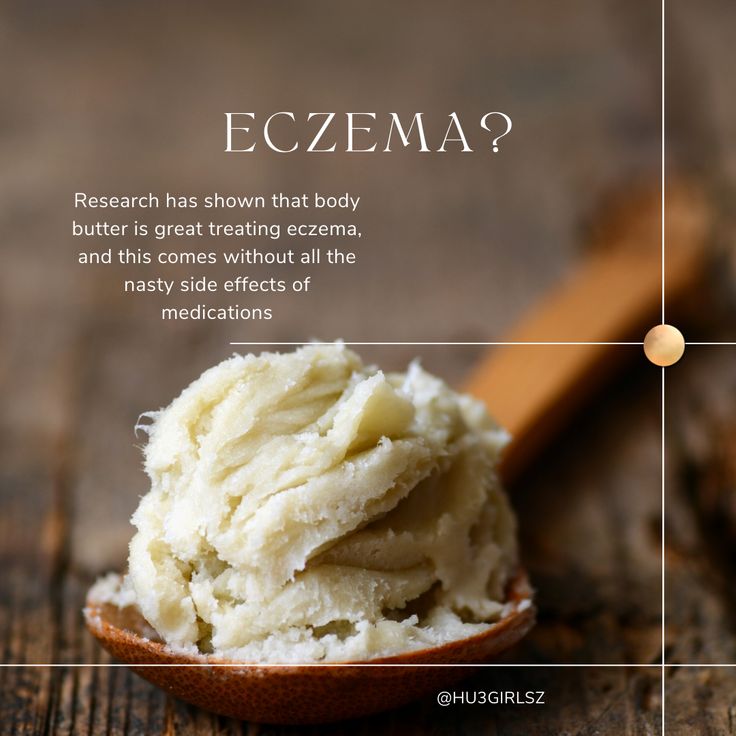 ECZEMA?
Research has shown that body
butter is great treating eczema,
and this comes without all the
nasty side effects of
medications
@HU3GIRLSZ